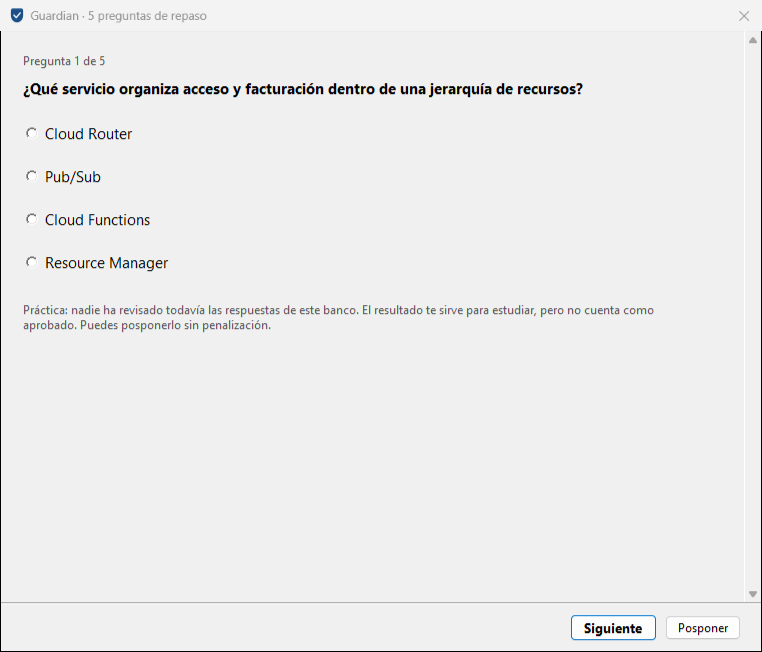 Guardian · 5 preguntas de repaso
Pregunta 1 de 5
¿Qué servicio organiza acceso y facturación dentro de una jerarquía de recursos?
Cloud Router
Pub/Sub
Cloud Functions
Resource Manager
Práctica: nadie ha revisado todavía las respuestas de este banco. El resultado te sirve para estudiar, pero no cuenta como
aprobado. Puedes posponerlo sin penalización.
Siguiente
Posponer